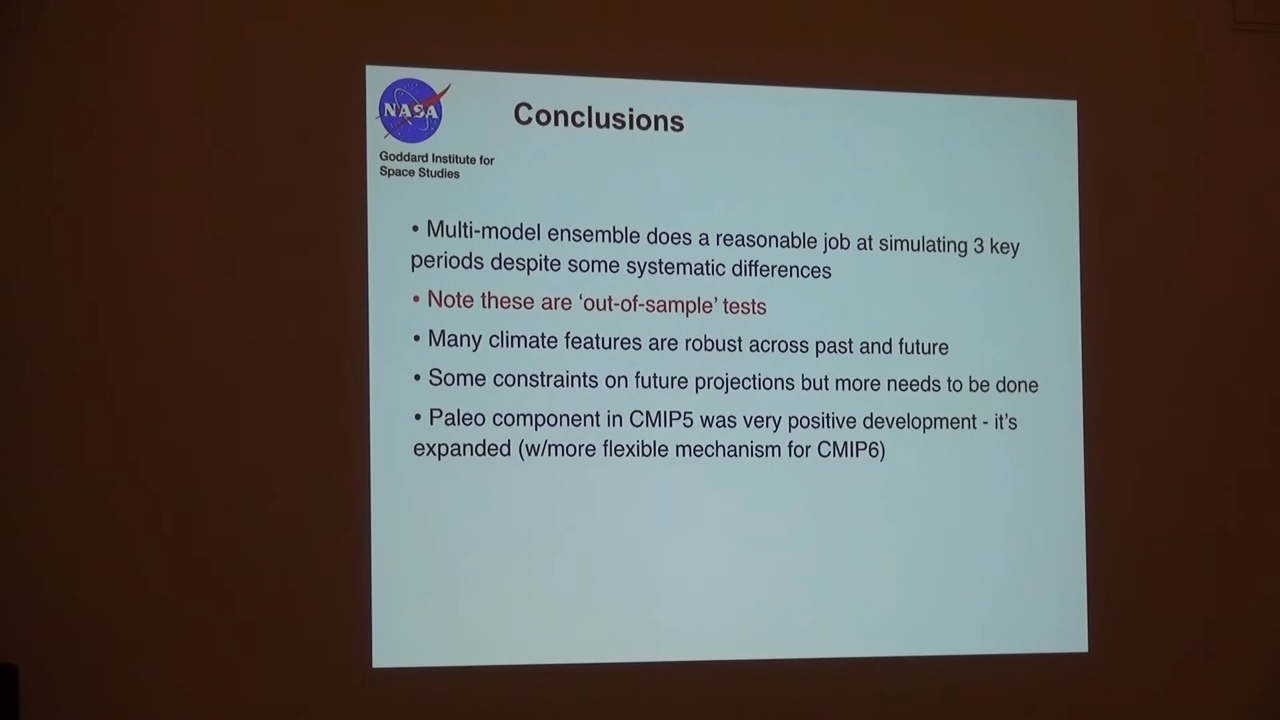 NASA
Conclusions
Goddard Institute for
Space Studies
• Multi-model ensemble does a reasonable job at simulating 3 key
periods despite some systematic differences
• Note these are ‘out-of-sample’ tests
• Many climate features are robust across past and future
• Some constraints on future projections but more needs to be done
• Paleo component in CMIP5 was very positive development - it’s
expanded (w/more flexible mechanism for CMIP6)